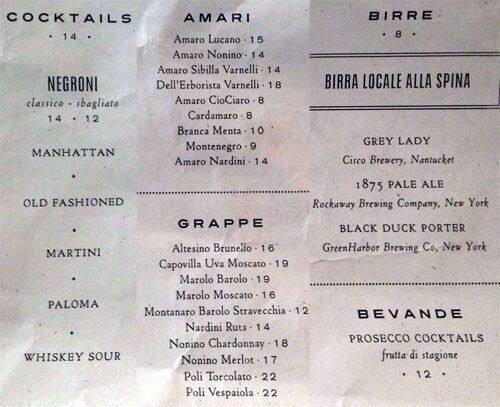 COCKTAILS
· 14 ·
NEGRONI
classico - sbagliato
14 · 12
MANHATTAN
·
OLD FASHIONED
·
MARTINI
·
PALOMA
·
WHISKEY SOUR
AMARI
Amaro Lucano · 15
Amaro Nonino · 14
Amaro Sibilla Varnelli · 14
Dell'Erborista Varnelli · 18
Amaro CioCiaro · 8
Cardamaro · 8
Branca Menta · 10
Montenegro · 9
Amaro Nardini · 14
GRAPPE
Altesino Brunello · 16
Capovilla Uva Moscato · 19
Marolo Barolo · 19
Marolo Moscato · 16
Montanaro Barolo Stravecchia · 12
Nardini Ruta · 14
Nonino Chardonnay · 18
Nonino Merlot · 17
Poli Torcolato · 22
Poli Vespaiola · 22
BIRRE
· 8 ·
BIRRA LOCALE ALLA SPINA
GREY LADY
Cisco Brewery, Nantucket
1875 PALE ALE
Rockaway Brewing Company, New York
BLACK DUCK PORTER
GreenHarbor Brewing Co, New York
BEVANDE
PROSECCO COCKTAILS
frutta di stagione
· 12 ·